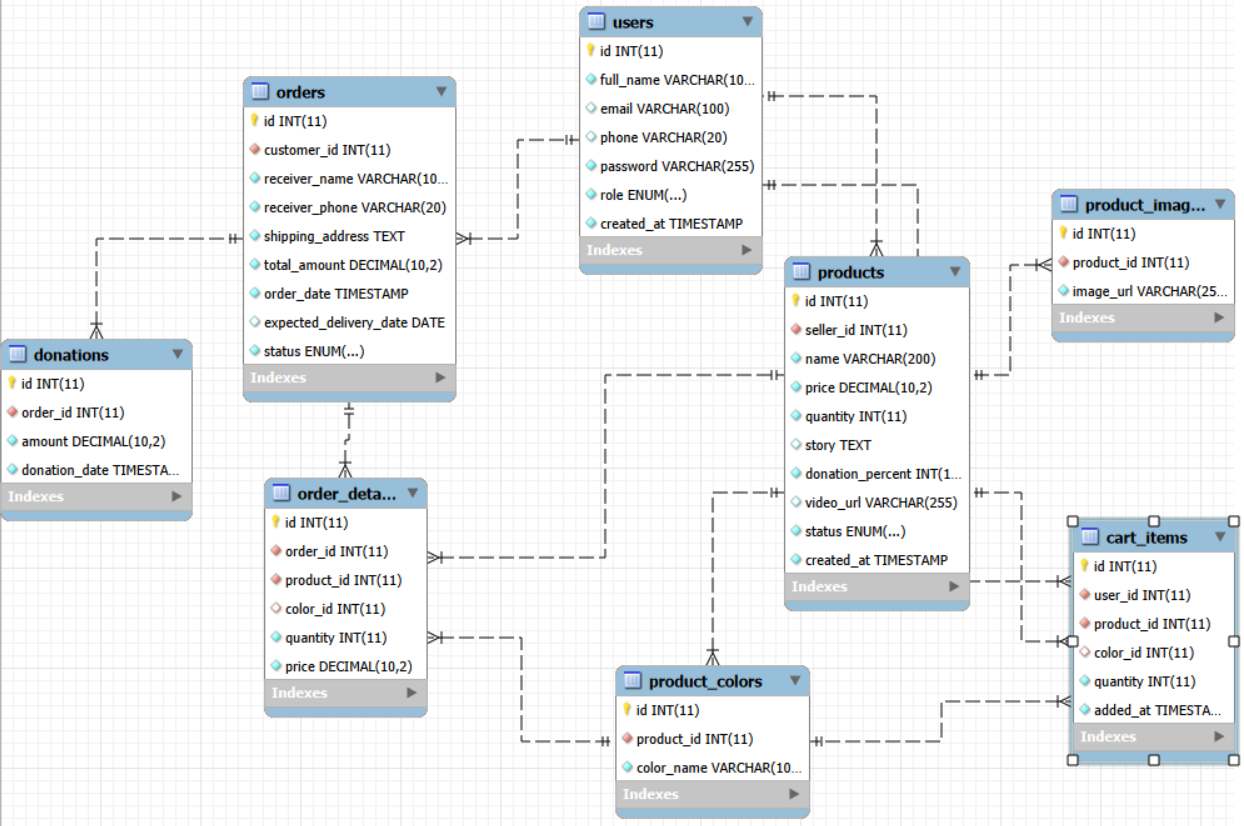 users
id INT(11)
full_name VARCHAR(10...
email VARCHAR(100)
phone VARCHAR(20)
password VARCHAR(255)
role ENUM(...)
created_at TIMESTAMP
Indexes
orders
id INT(11)
customer_id INT(11)
receiver_name VARCHAR(10...
receiver_phone VARCHAR(20)
shipping_address TEXT
total_amount DECIMAL(10,2)
order_date TIMESTAMP
expected_delivery_date DATE
status ENUM(...)
Indexes
product_imag...
id INT(11)
product_id INT(11)
image_url VARCHAR(25...
Indexes
products
id INT(11)
seller_id INT(11)
name VARCHAR(200)
price DECIMAL(10,2)
quantity INT(11)
story TEXT
donation_percent INT(1...
video_url VARCHAR(255)
status ENUM(...)
created_at TIMESTAMP
Indexes
donations
id INT(11)
order_id INT(11)
amount DECIMAL(10,2)
donation_date TIMESTA...
Indexes
order_deta...
id INT(11)
order_id INT(11)
product_id INT(11)
color_id INT(11)
quantity INT(11)
price DECIMAL(10,2)
Indexes
cart_items
id INT(11)
user_id INT(11)
product_id INT(11)
color_id INT(11)
quantity INT(11)
added_at TIMESTA...
Indexes
product_colors
id INT(11)
product_id INT(11)
color_name VARCHAR(10...
Indexes